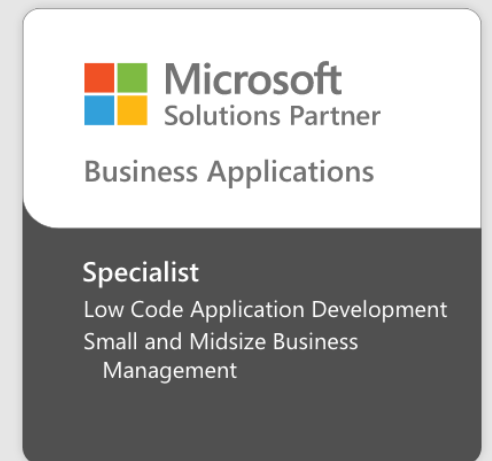 Microsoft
Solutions Partner
Business Applications
Specialist
Low Code Application Development
Small and Midsize Business
Management